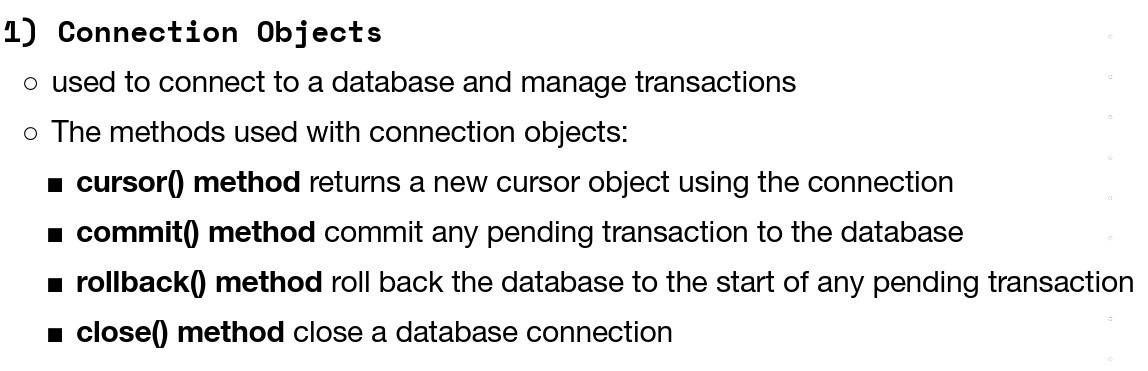 1) Connection Objects
○ used to connect to a database and manage transactions
○ The methods used with connection objects:
■ cursor() method returns a new cursor object using the connection
■ commit() method commit any pending transaction to the database
■ rollback() method roll back the database to the start of any pending transaction
■ close() method close a database connection